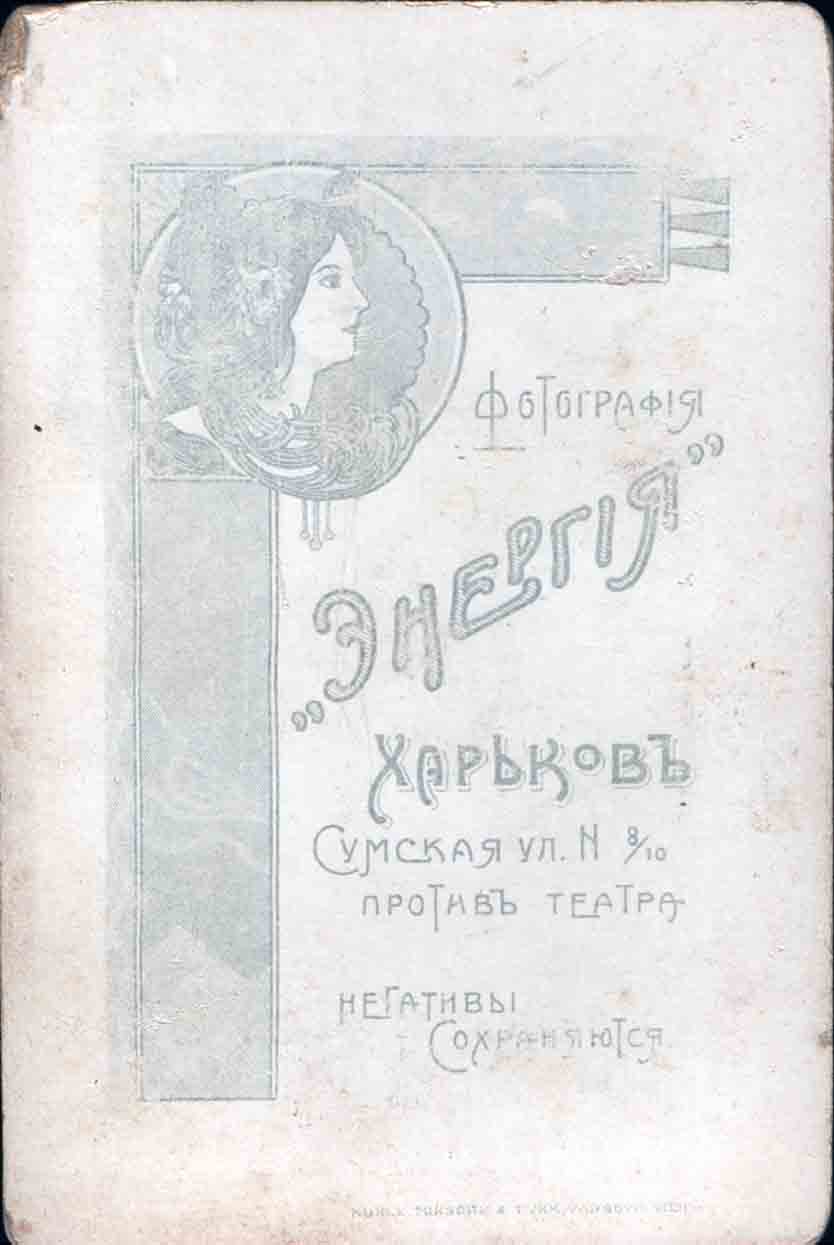 Фотографія
„Энергія”
Харьковъ
Сумская ул. N 8/10
противъ театра
Негативы
Сохраняются